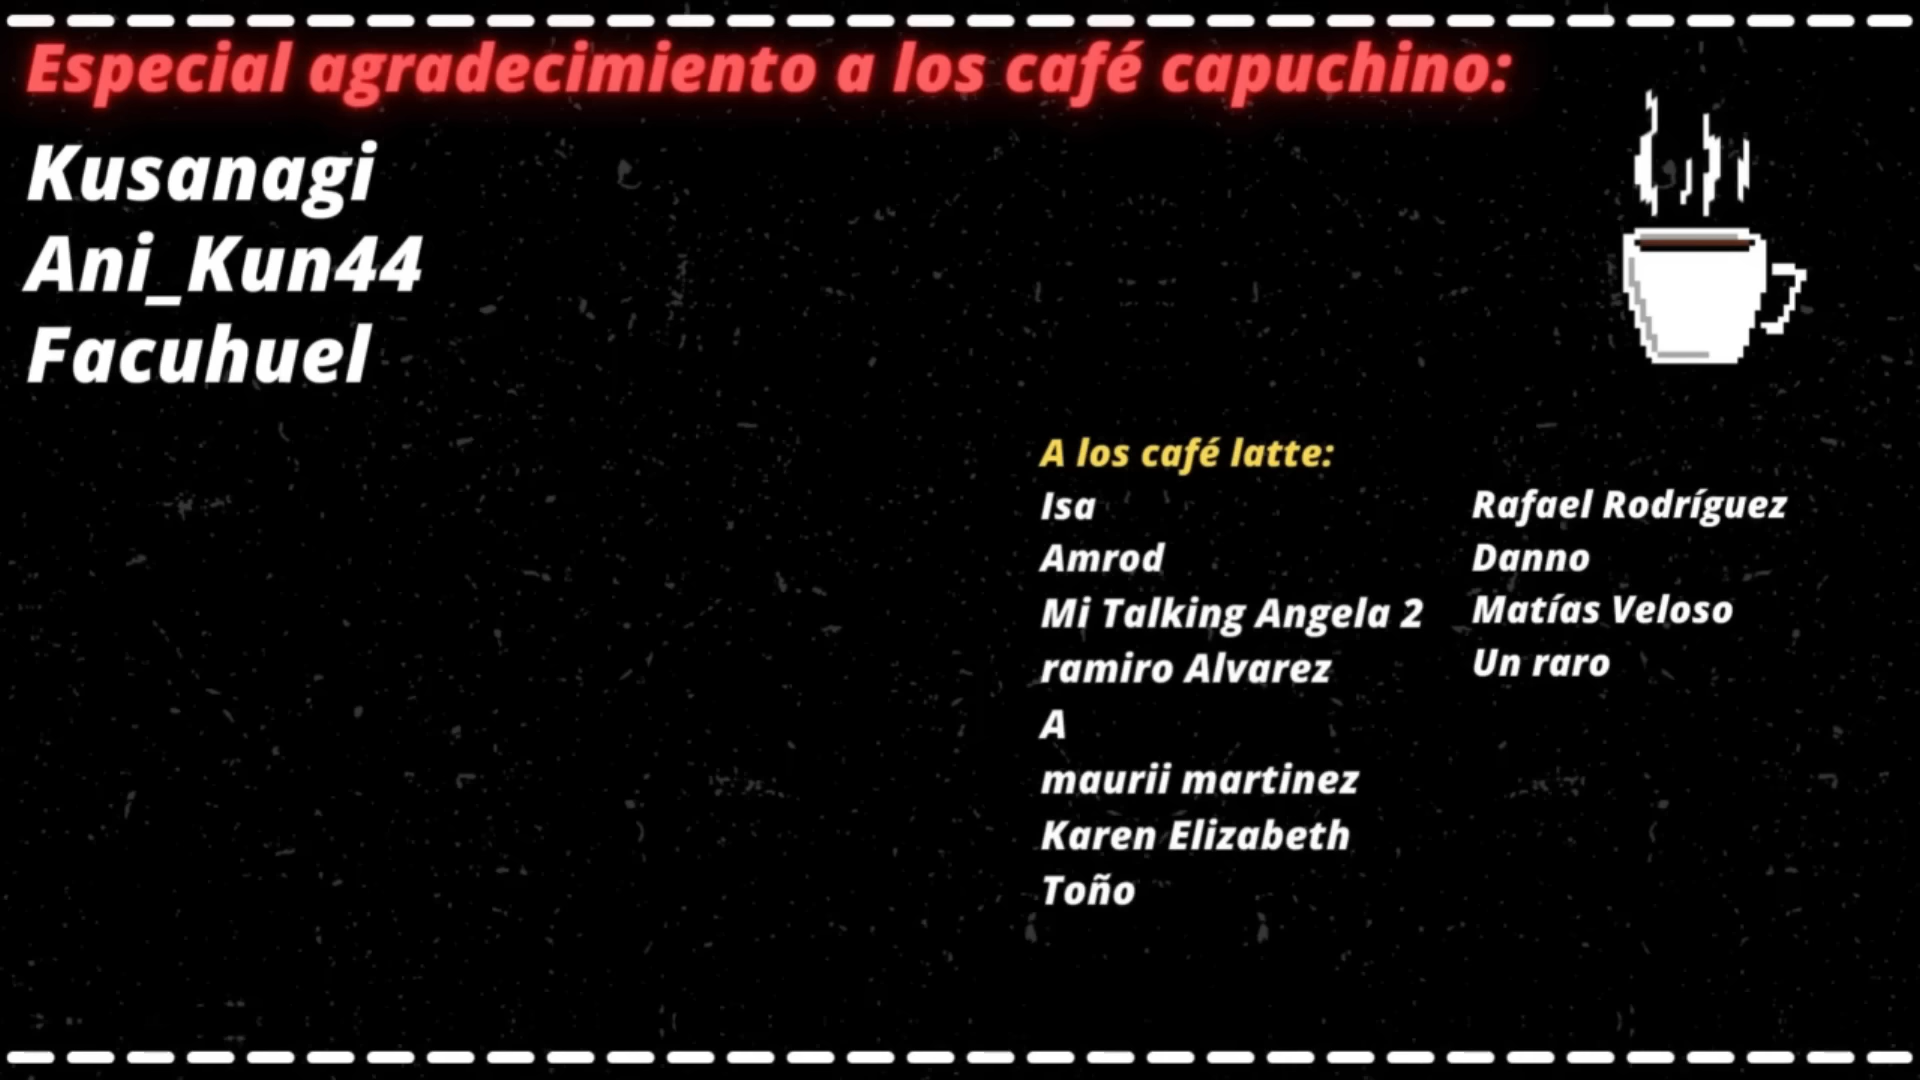 Especial agradecimiento a los café capuchino:
Kusanagi
Ani_Kun44
Facuhuel
A los café latte:
Isa
Amrod
Mi Talking Angela 2
ramiro Alvarez
A
maurii martinez
Karen Elizabeth
Toño
Rafael Rodríguez
Danno
Matías Veloso
Un raro